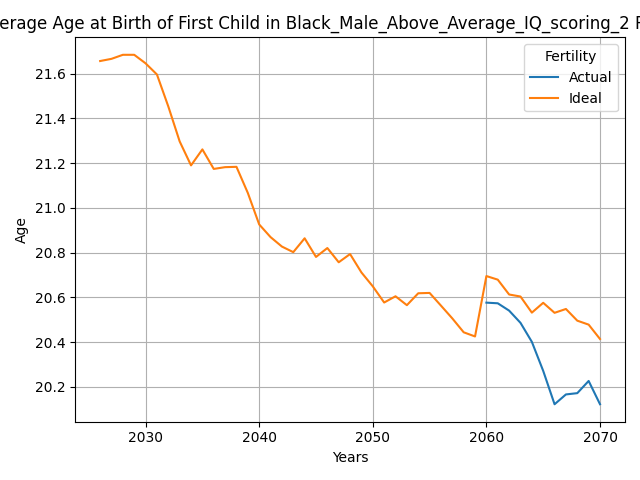 erage Age at Birth of First Child in Black_Male_Above_Average_IQ_scoring_2
Fertility
Actual
Ideal
21.6
21.4
21.2
21.0
20.8
20.6
20.4
20.2
Age
2030 2040 2050 2060 2070
Years